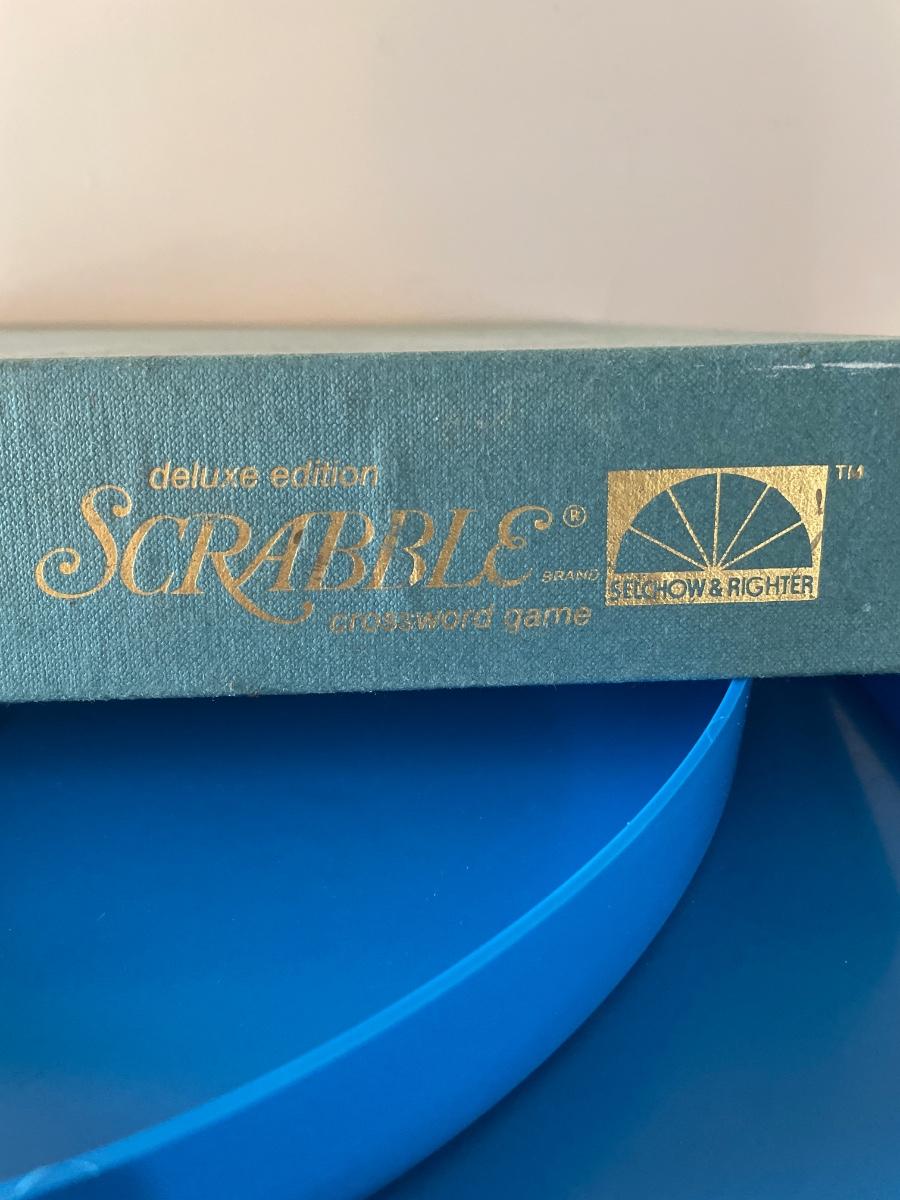 deluxe edition
SCRABBLE®
BRAND
crossword game
SELCHOW & RIGHTER
TM